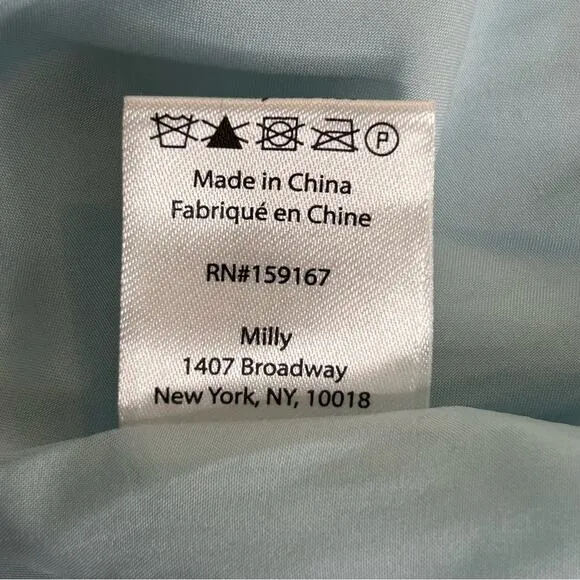 P
Made in China
Fabriqué en Chine
RN#159167
Milly
1407 Broadway
New York, NY, 10018